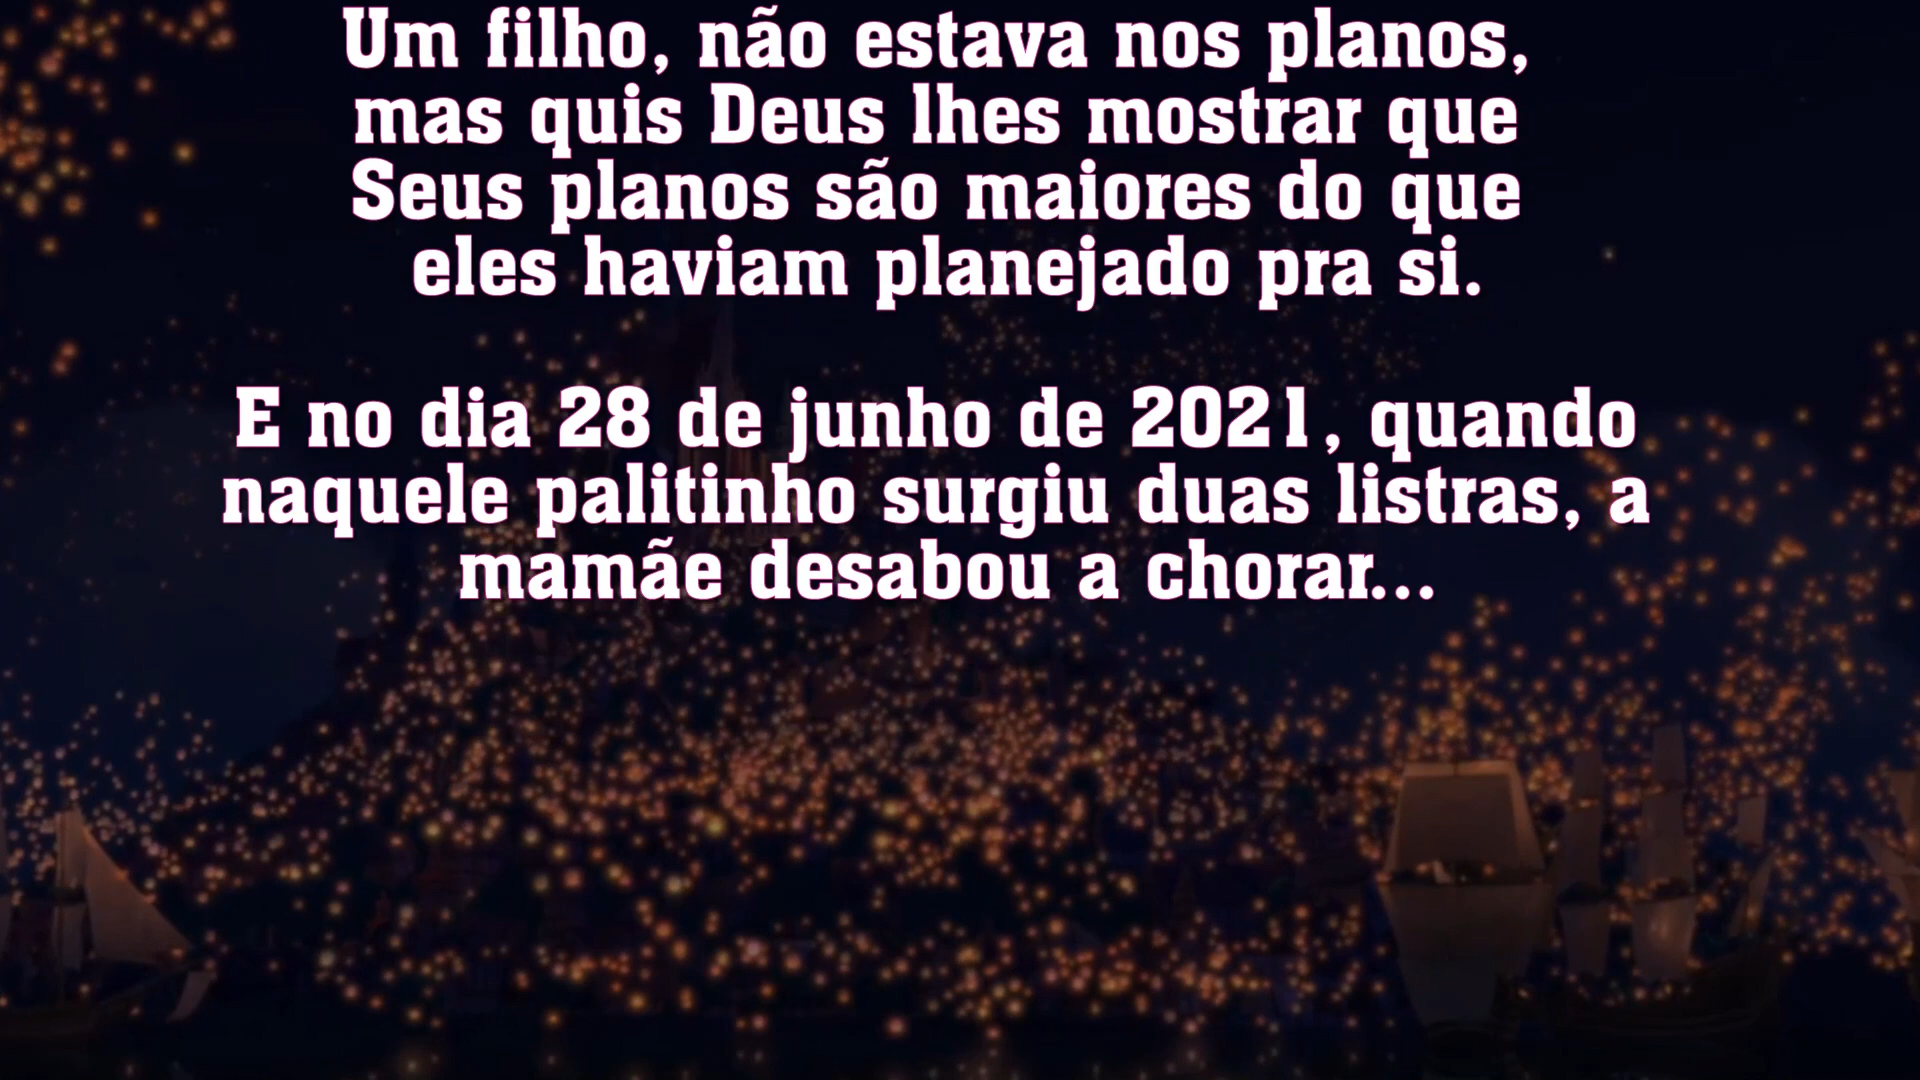 Um filho, não estava nos planos,
mas quis Deus lhes mostrar que
Seus planos são maiores do que
eles haviam planejado pra si.
E no dia 28 de junho de 2021, quando
naquele palitinho surgiu duas listras, a
mamãe desabou a chorar...